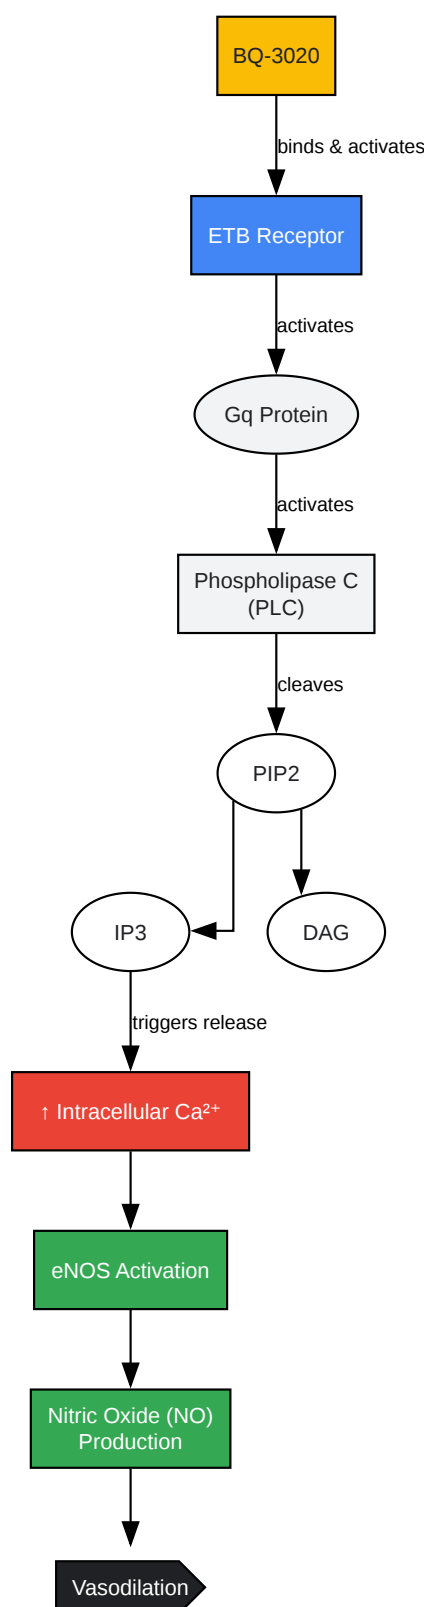 BQ-3020
binds & activates
ETB Receptor
activates
Gq Protein
activates
Phospholipase C
(PLC)
cleaves
PIP2
IP3
DAG
triggers release
↑ Intracellular Ca²⁺
eNOS Activation
Nitric Oxide (NO)
Production
Vasodilation